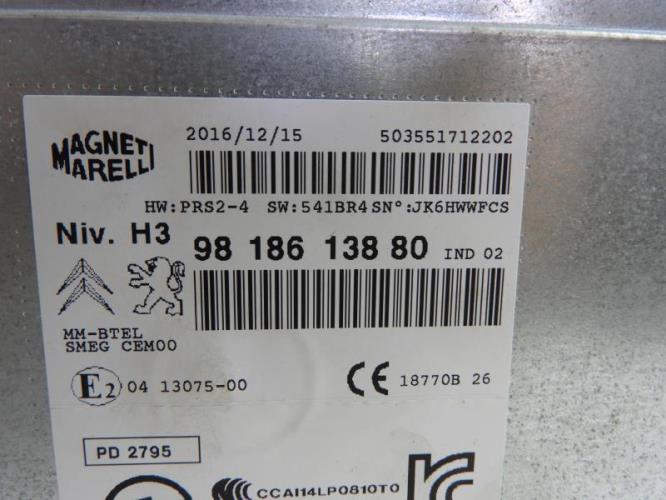 MAGNETI
MARELLI
2016/12/15 503551712202
HW:PRS2-4 SW:541BR4 SN°:JK6HWWFCS
Niv. H3 98 186 138 80 IND 02
MM-BTEL
SMEG CEM00
E2 04 13075-00 CE 18770B 26
PD 2795
CCAI14LP0810T0